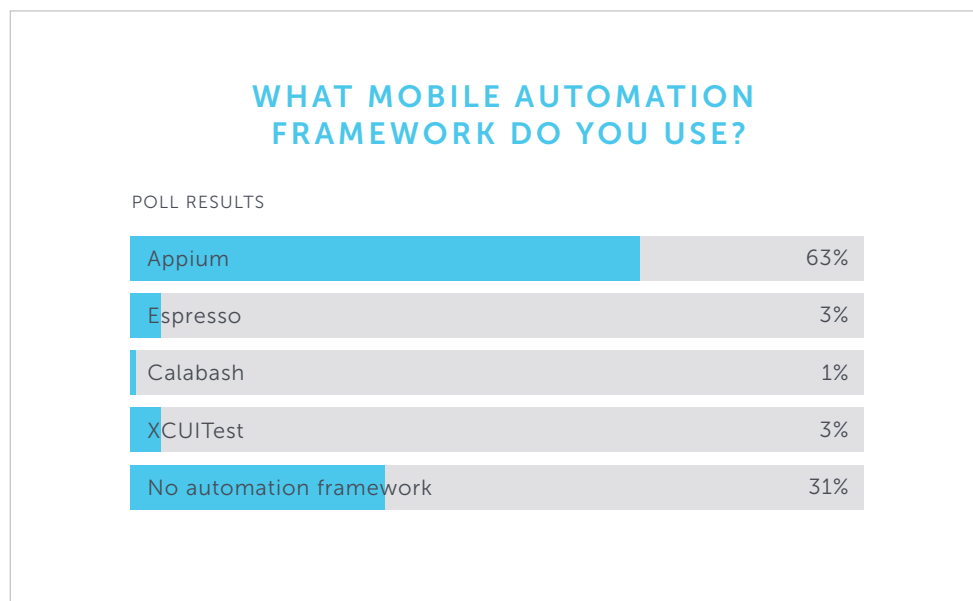 WHAT MOBILE AUTOMATION
FRAMEWORK DO YOU USE?
POLL RESULTS
Appium 63%
Espresso 3%
Calabash 1%
XCUITest 3%
No automation framework 31%